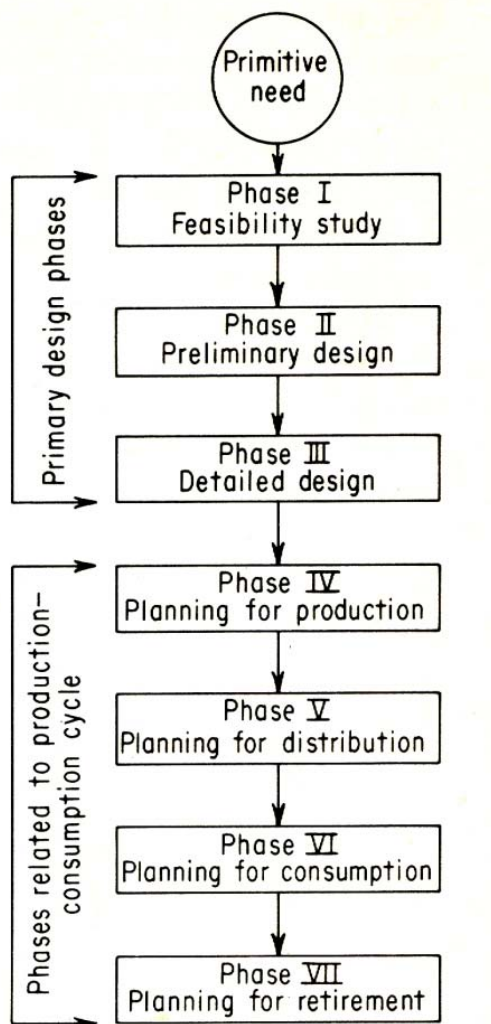 Primitive
need
Primary design phases
Phase I
Feasibility study
Phase II
Preliminary design
Phase III
Detailed design
Phases related to production-
consumption cycle
Phase IV
Planning for production
Phase V
Planning for distribution
Phase VI
Planning for consumption
Phase VII
Planning for retirement